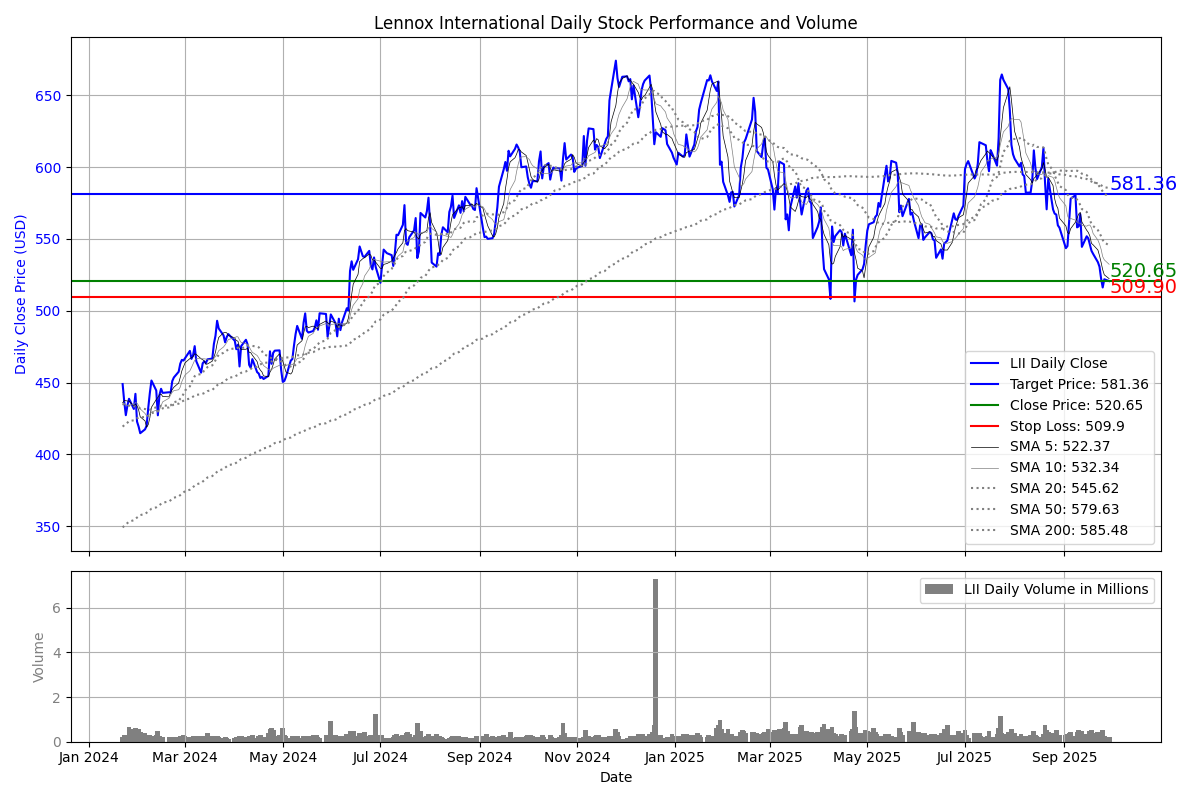 Lennox International Daily Stock Performance and Volume
Daily Close Price (USD)
650
600
550
500
450
400
350
581.36
520.65
509.90
LII Daily Close
Target Price: 581.36
Close Price: 520.65
Stop Loss: 509.9
SMA 5: 522.37
SMA 10: 532.34
SMA 20: 545.62
SMA 50: 579.63
SMA 200: 585.48
Volume
6
4
2
0
LII Daily Volume in Millions
Jan 2024 Mar 2024 May 2024 Jul 2024 Sep 2024 Nov 2024 Jan 2025 Mar 2025 May 2025 Jul 2025 Sep 2025
Date